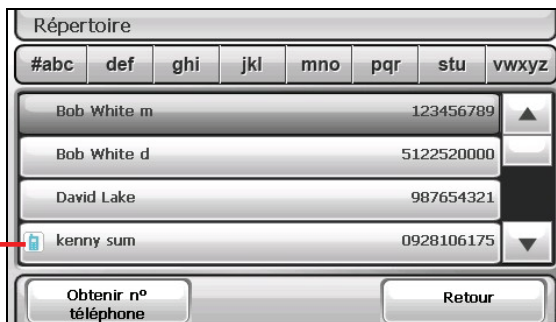 Répertoire
#abc def ghi jkl mno pqr stu vwxyz
Bob White m 123456789
Bob White d 5122520000
David Lake 987654321
kenny sum 0928106175
Obtenir nº
téléphone
Retour